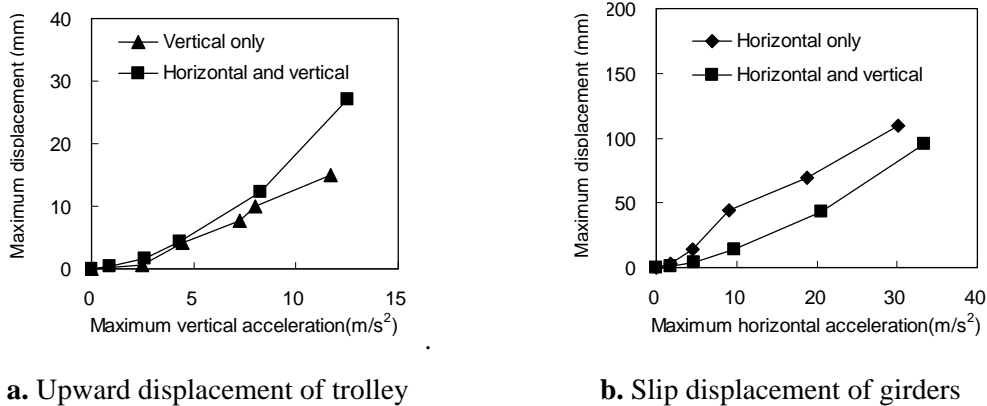 Maximum displacement (mm)
40
30
20
10
0
Vertical only
Horizontal and vertical
0 5 10 15
Maximum vertical acceleration(m/s²)
.
a. Upward displacement of trolley
Maximum displacement (mm)
200
150
100
50
0
Horizontal only
Horizontal and vertical
0 10 20 30 40
Maximum horizontal acceleration(m/s²)
b. Slip displacement of girders